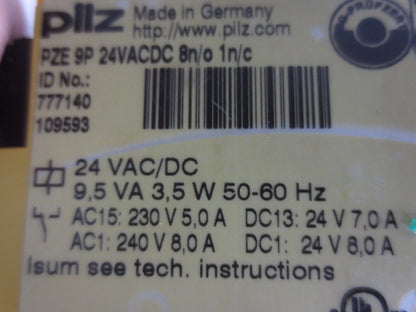 pilz
Made in Germany
http://www.pilz.com
PZE 9P 24VACDC 8n/o 1n/c
ID No.:
777140
109593
24 VAC/DC
9,5 VA 3,5 W 50-60 Hz
AC15: 230 V 5,0 A DC13: 24 V 7,0 A
AC1: 240 V 8,0 A DC1: 24 V 8,0 A
Isum see tech. instructions